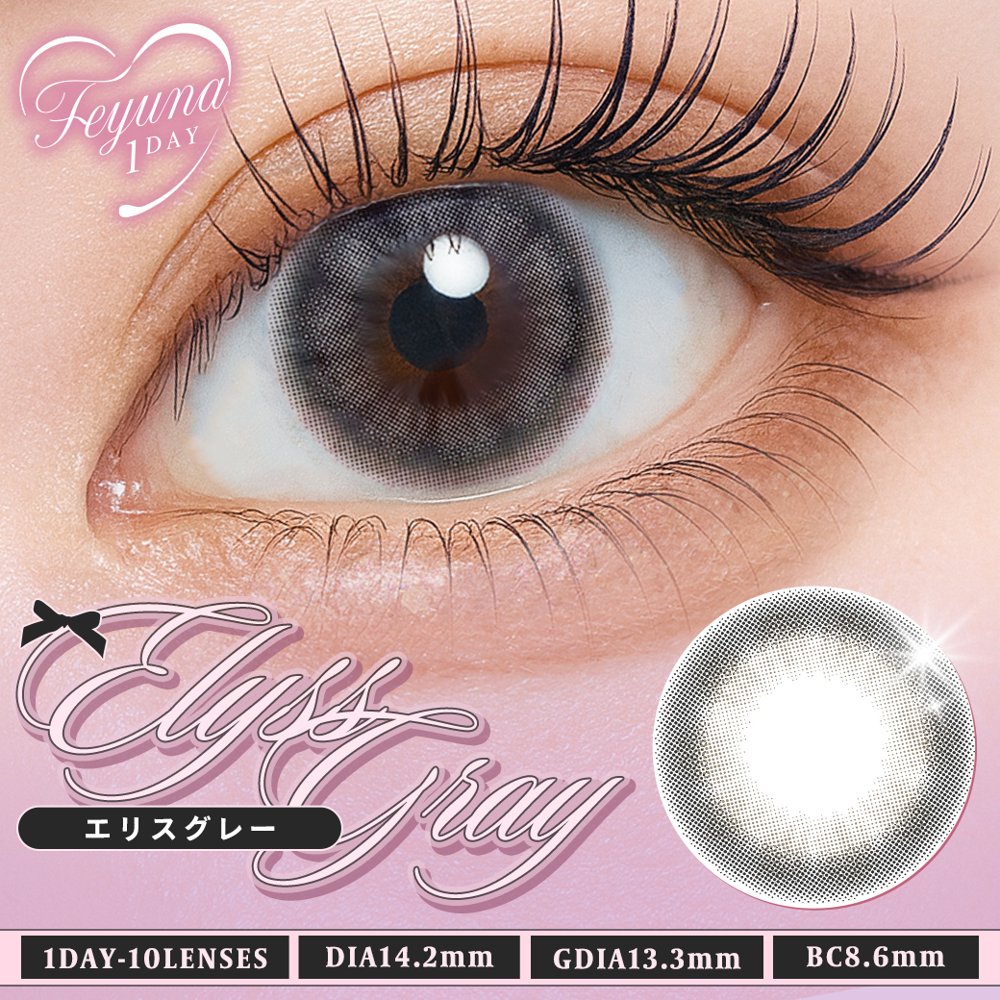 Feyuna
1DAY
Elyss
Gray
エリスグレー
1DAY-10LENSES
DIA14.2mm
GDIA13.3mm
BC8.6mm